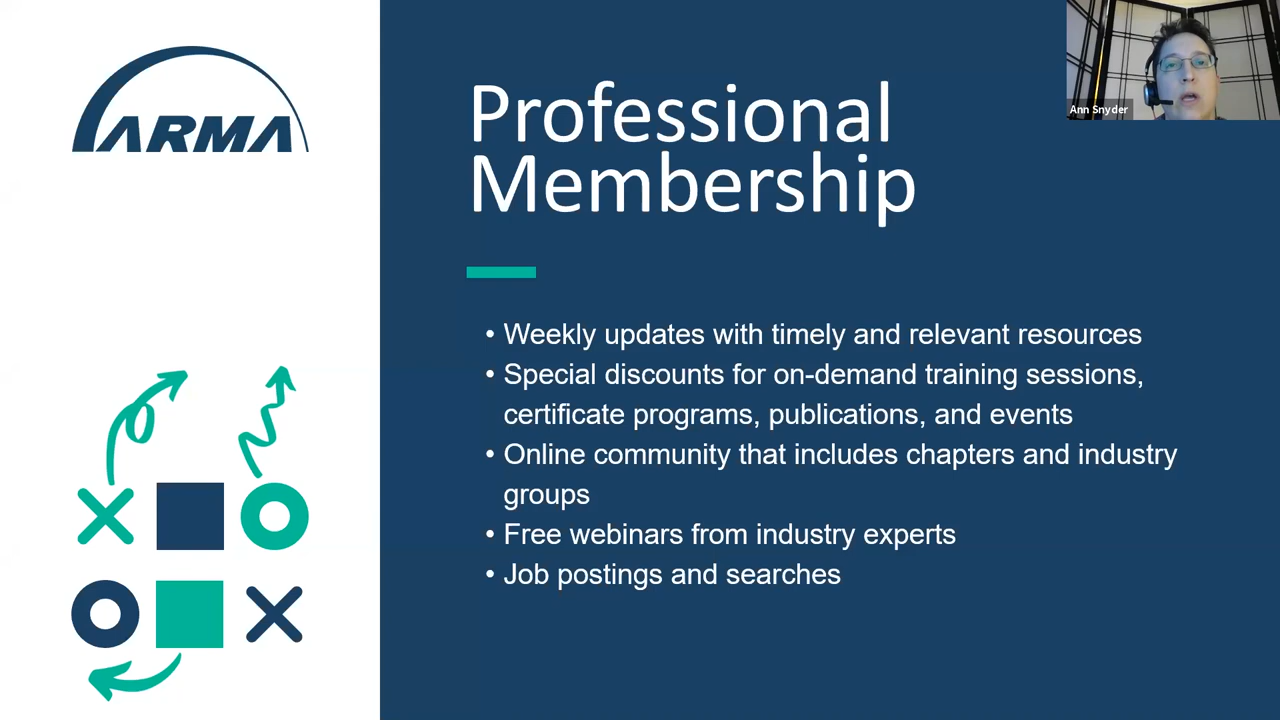 ARMA
Professional
Membership
Ann Snyder
• Weekly updates with timely and relevant resources
• Special discounts for on-demand training sessions,
certificate programs, publications, and events
• Online community that includes chapters and industry
groups
• Free webinars from industry experts
• Job postings and searches